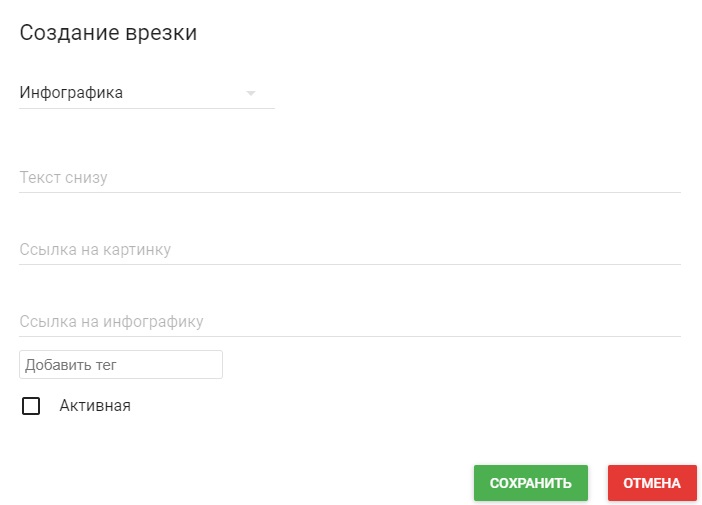 Создание врезки
Инфографика
Текст снизу
Ссылка на картинку
Ссылка на инфографику
Добавить тег
Активная
СОХРАНИТЬ ОТМЕНА